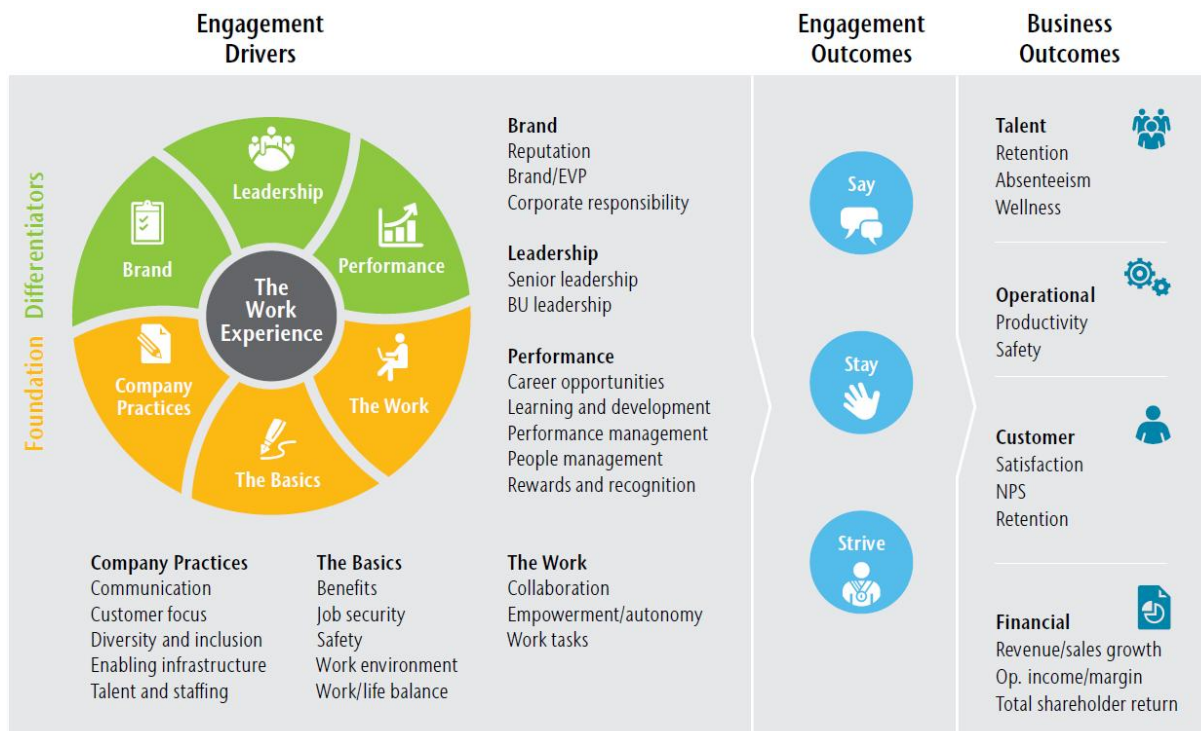 Engagement
Drivers
Engagement
Outcomes
Business
Outcomes
Differentiators
Foundation
Leadership
Brand
Performance
The
Work
Experience
Company
Practices
The Work
The Basics
Brand
Reputation
Brand/EVP
Corporate responsibility
Leadership
Senior leadership
BU leadership
Performance
Career opportunities
Learning and development
Performance management
People management
Rewards and recognition
Company Practices
Communication
Customer focus
Diversity and inclusion
Enabling infrastructure
Talent and staffing
The Basics
Benefits
Job security
Safety
Work environment
Work/life balance
The Work
Collaboration
Empowerment/autonomy
Work tasks
Say
Stay
Strive
Talent
Retention
Absenteeism
Wellness
Operational
Productivity
Safety
Customer
Satisfaction
NPS
Retention
Financial
Revenue/sales growth
Op. income/margin
Total shareholder return